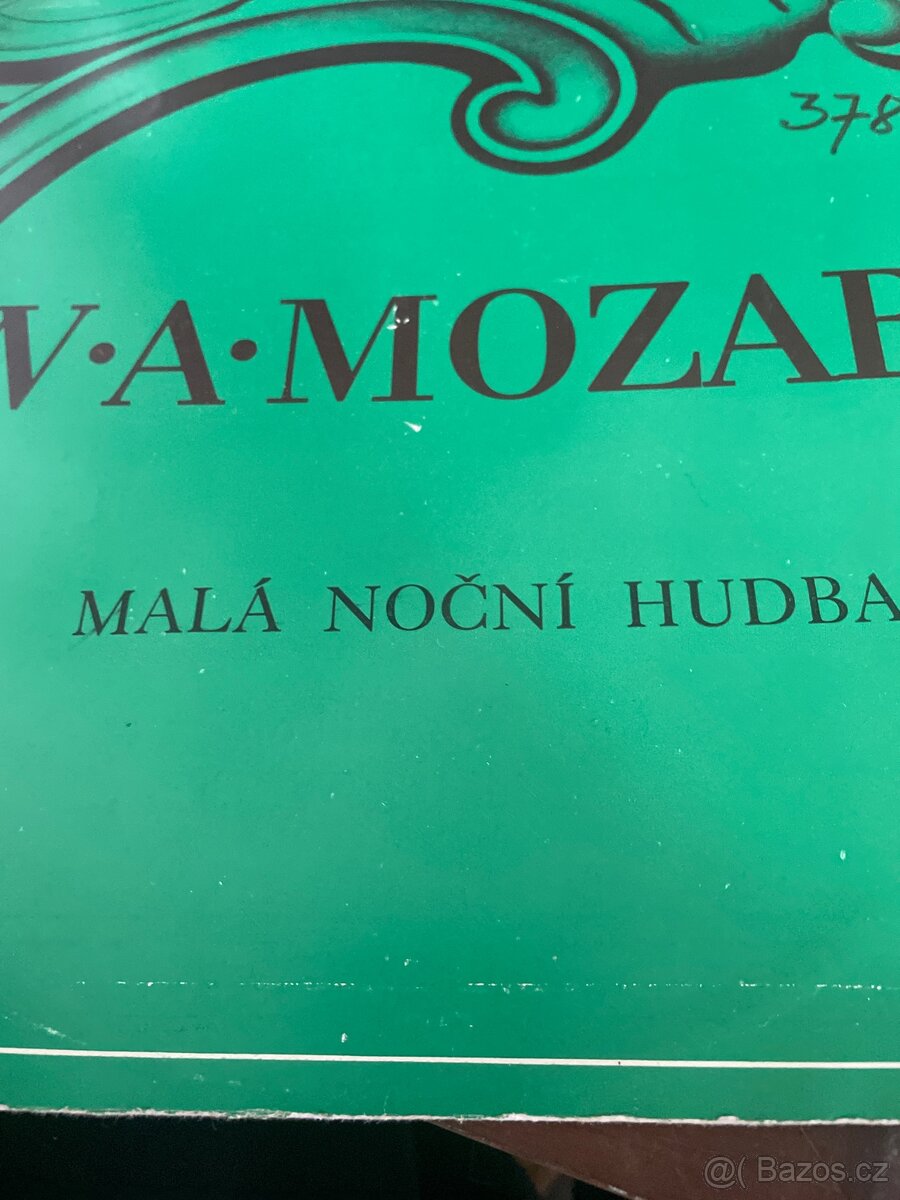 378
W·A·MOZAR
MALÁ NOČNÍ HUDBA
@( Bazos.cz